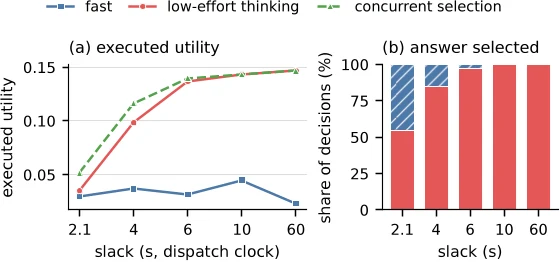 fast low-effort thinking concurrent selection
(a) executed utility
executed utility
0.15
0.10
0.05
2.1 4 6 10 60
slack (s, dispatch clock)
(b) answer selected
share of decisions (%)
100
75
50
25
0
2.1 4 6 10 60
slack (s)